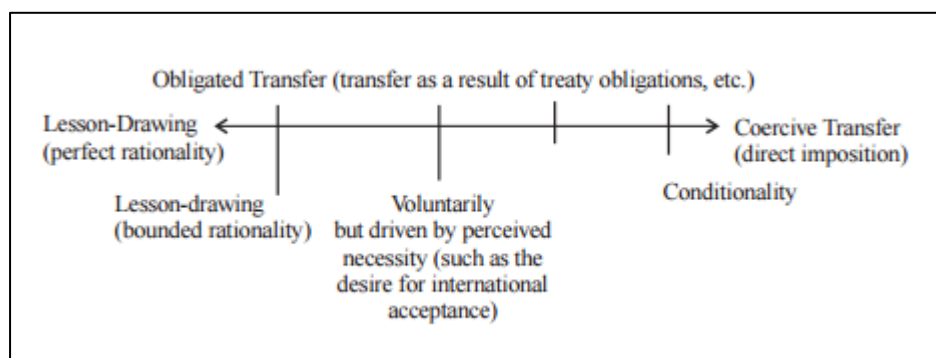 Obligated Transfer (transfer as a result of treaty obligations, etc.)
Lesson-Drawing
(perfect rationality)
Coercive Transfer
(direct imposition)
Lesson-drawing
(bounded rationality)
Voluntarily
but driven by perceived
necessity (such as the
desire for international
acceptance)
Conditionality